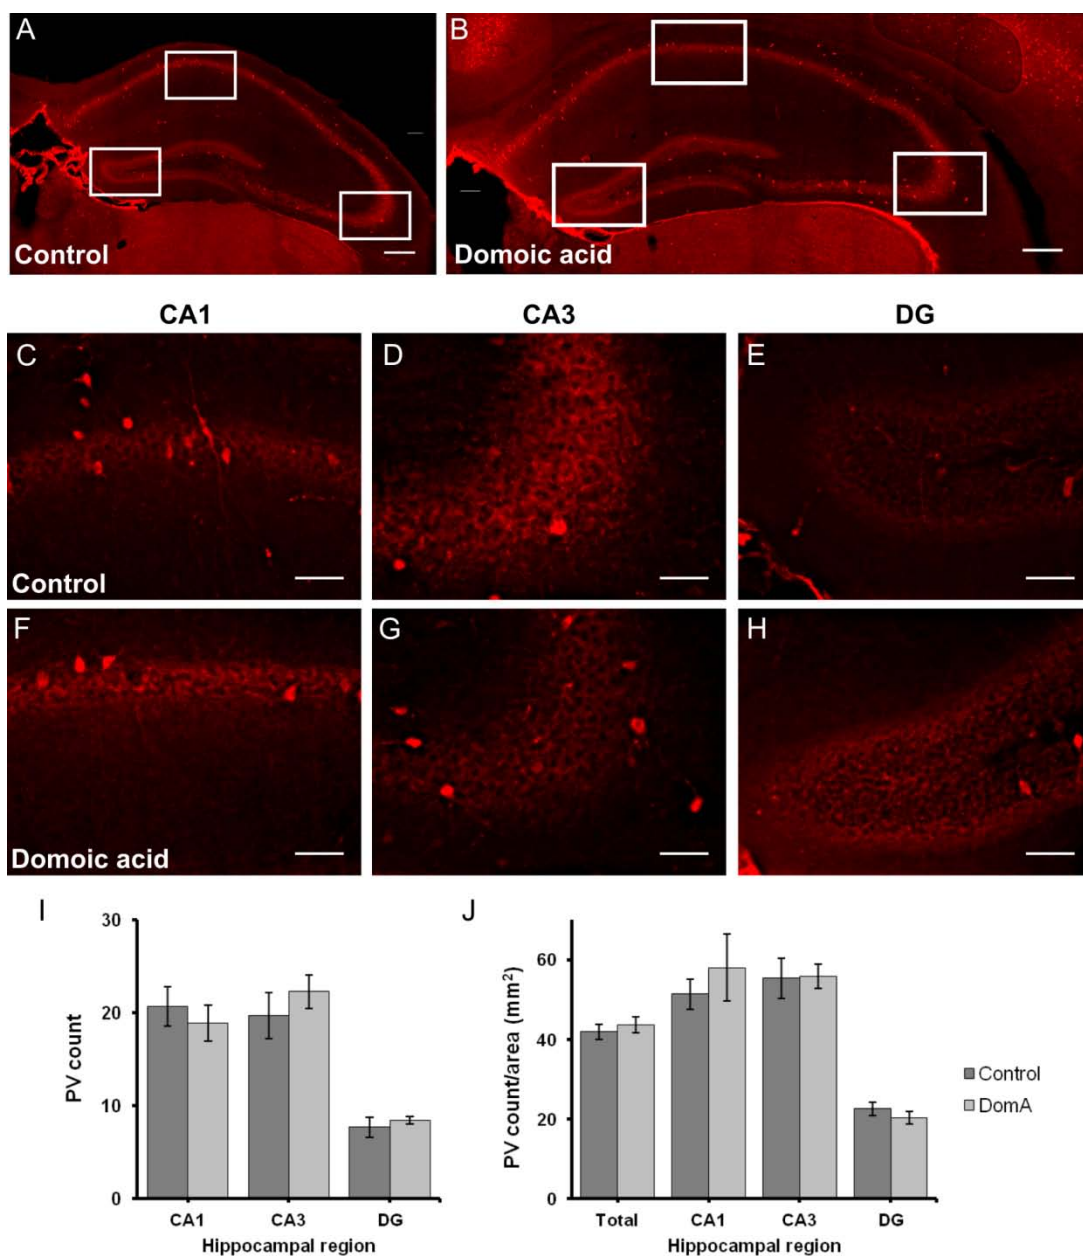 A
B
Control
Domoic acid
CA1
CA3
DG
C
D
E
Control
F
G
H
Domoic acid
I
J
30
20
10
0
PV count
CA1
CA3
DG
Hippocampal region
60
40
20
0
PV count/area (mm²)
Total
CA1
CA3
DG
Hippocampal region
Control
DomA